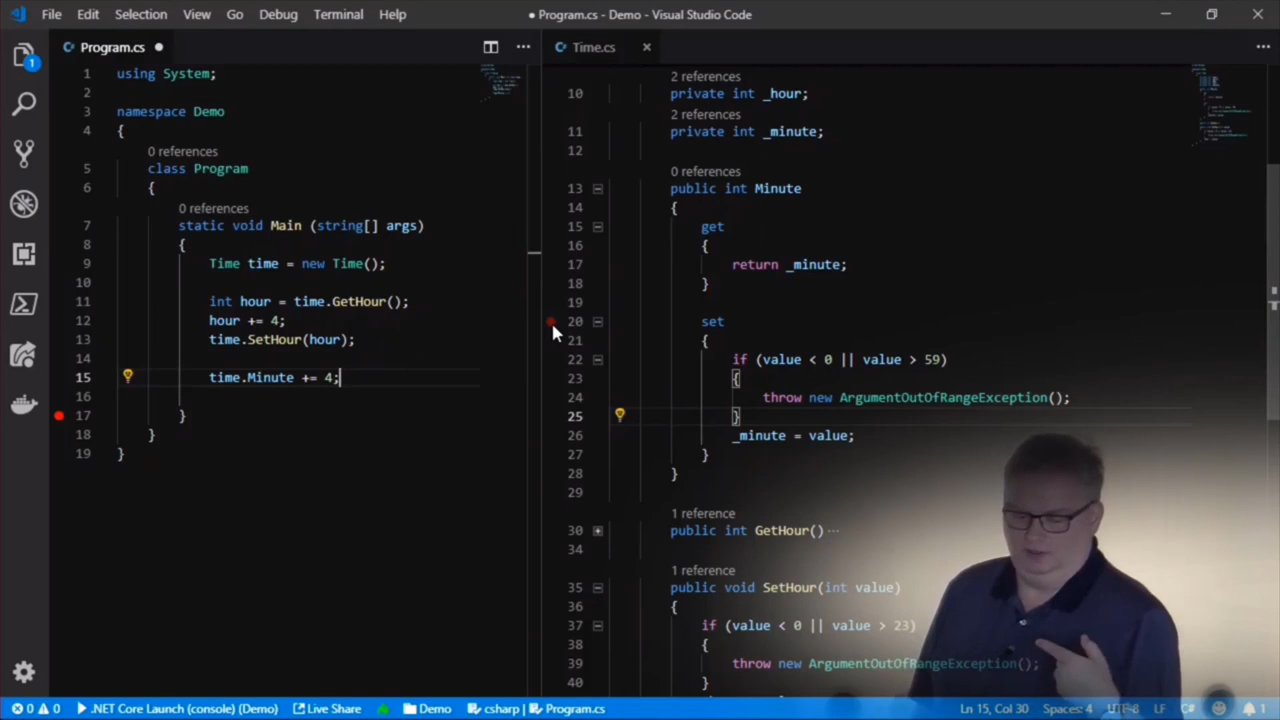 File Edit Selection View Go Debug Terminal Help
● Program.cs - Demo - Visual Studio Code
1
Program.cs
1 using System;
2
3 namespace Demo
4 {
0 references
5 class Program
6 {
0 references
7 static void Main (string[] args)
8 {
9 Time time = new Time();
10
11 int hour = time.GetHour();
12 hour += 4;
13 time.SetHour(hour);
14
15 time.Minute += 4;
16
17 }
18 }
19 }
Time.cs
2 references
10 private int _hour;
2 references
11 private int _minute;
12
0 references
13 public int Minute
14 {
15 get
16 {
17 return _minute;
18 }
19
20 set
21 {
22 if (value < 0 || value > 59)
23 {
24 throw new ArgumentOutOfRangeException();
25 }
26 _minute = value;
27 }
28 }
29
1 reference
30 public int GetHour() ···
34
1 reference
35 public void SetHour(int value)
36 {
37 if (value < 0 || value > 23)
38 {
39 throw new ArgumentOutOfRangeException();
40 }
0 0 .NET Core Launch (console) (Demo) Live Share Demo csharp | Program.cs Ln 15, Col 30 Spaces: 4 UTF-8 LF C# 1